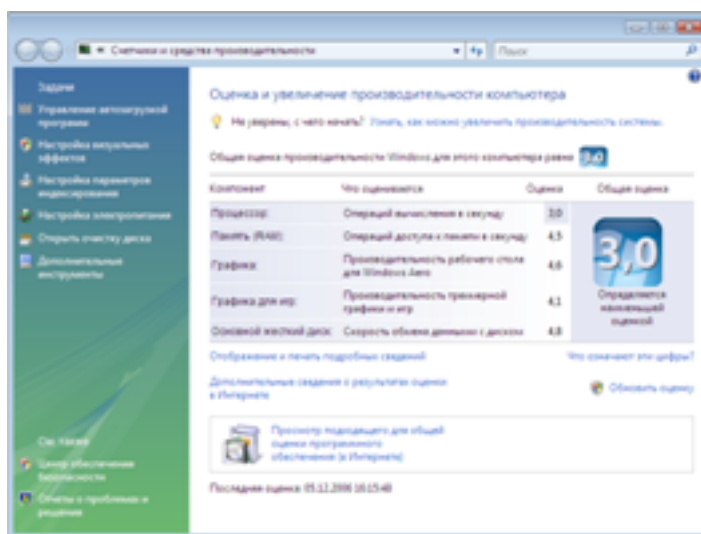 Счетчики и средства производительности
Поиск
Задачи
Управление автозагрузкой
программ
Настройка визуальных
эффектов
Настройка параметров
индексирования
Настройка электропитания
Открыть очистку диска
Дополнительные
инструменты
См. также
Центр обеспечения
безопасности
Отчеты о проблемах и
решения
Оценка и увеличение производительности компьютера
Не уверены, с чего начать? Узнать, как можно увеличить производительность системы.
Общая оценка производительности Windows для этого компьютера равна 3,0
Компонент Что оценивается Оценка Общая оценка
Процессор: Операций вычисления в секунду 3,0
Память (RAM): Операций доступа к памяти в секунду 4,5
Графика: Производительность рабочего стола
для Windows Aero 4,6
Графика для игр: Производительность трехмерной
графики и игр 4,1
Основной жесткий диск: Скорость обмена данными с диском 4,8
3,0
Определяется
наименьшей
оценкой
Отображение и печать подробных сведений Что означают эти цифры?
Дополнительные сведения о результатах оценки
в Интернете
Обновить оценку
Просмотр подходящего для общей
оценки программного
обеспечения (в Интернете)
Последняя оценка: 05.12.2006 16:15:48